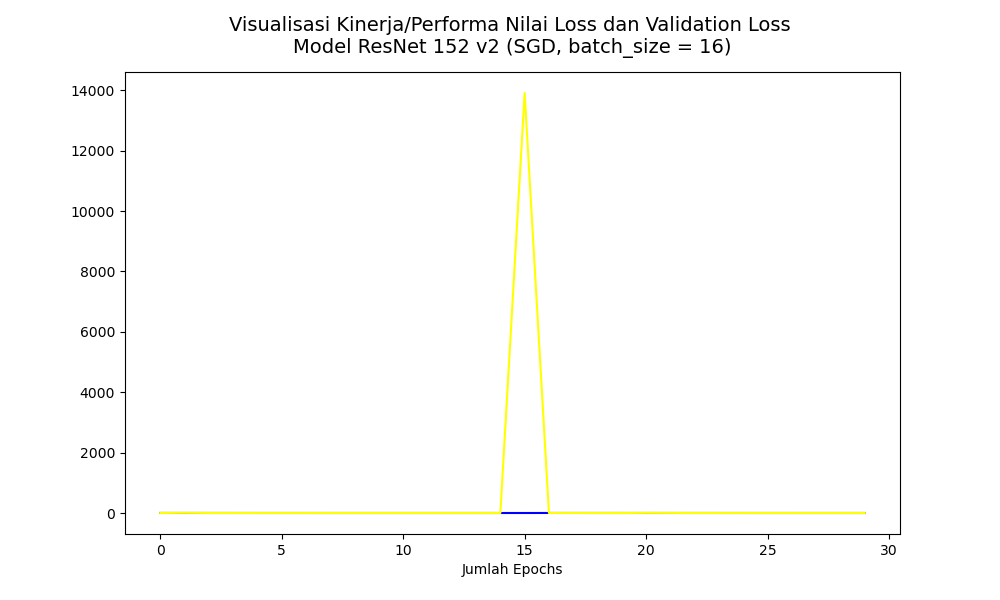 Visualisasi Kinerja/Performa Nilai Loss dan Validation Loss
Model ResNet 152 v2 (SGD, batch_size = 16)
14000
12000
10000
8000
6000
4000
2000
0
0 5 10 15 20 25 30
Jumlah Epochs